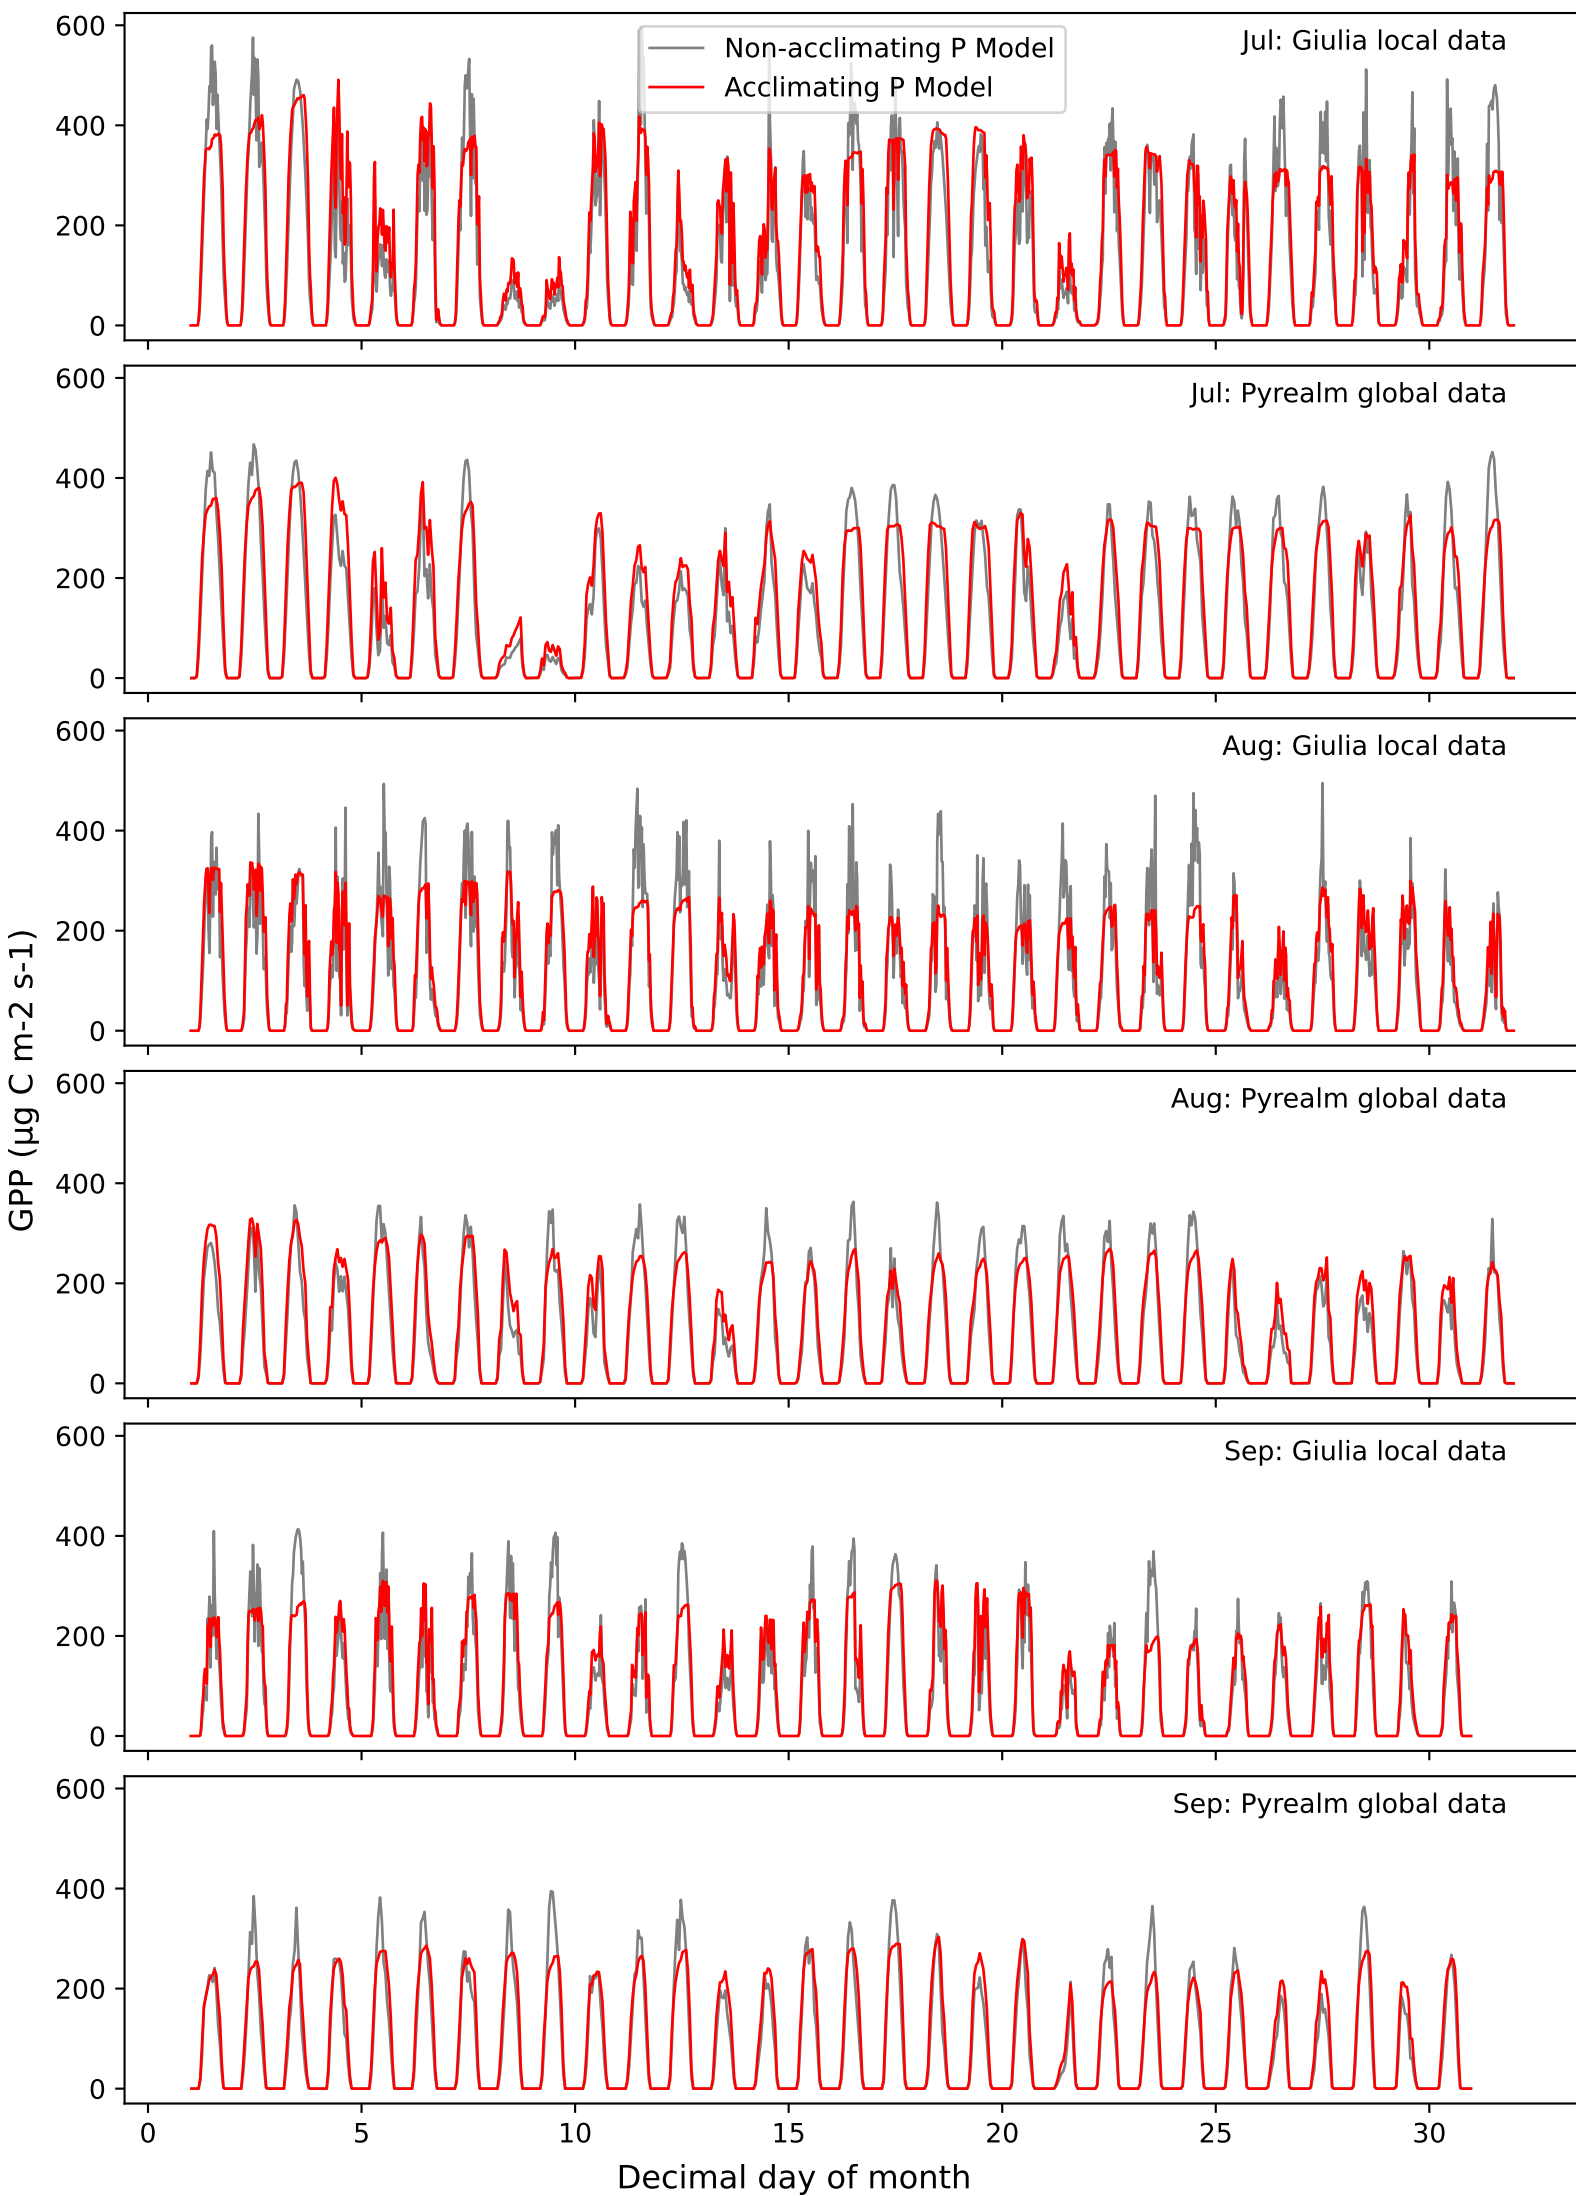 600
400
200
0
Non-acclimating P Model
Acclimating P Model
Jul: Giulia local data
600
400
200
0
Jul: Pyrealm global data
600
400
200
0
Aug: Giulia local data
600
400
200
0
Aug: Pyrealm global data
600
400
200
0
Sep: Giulia local data
600
400
200
0
Sep: Pyrealm global data
0 5 10 15 20 25 30
Decimal day of month
GPP (µg C m-2 s-1)